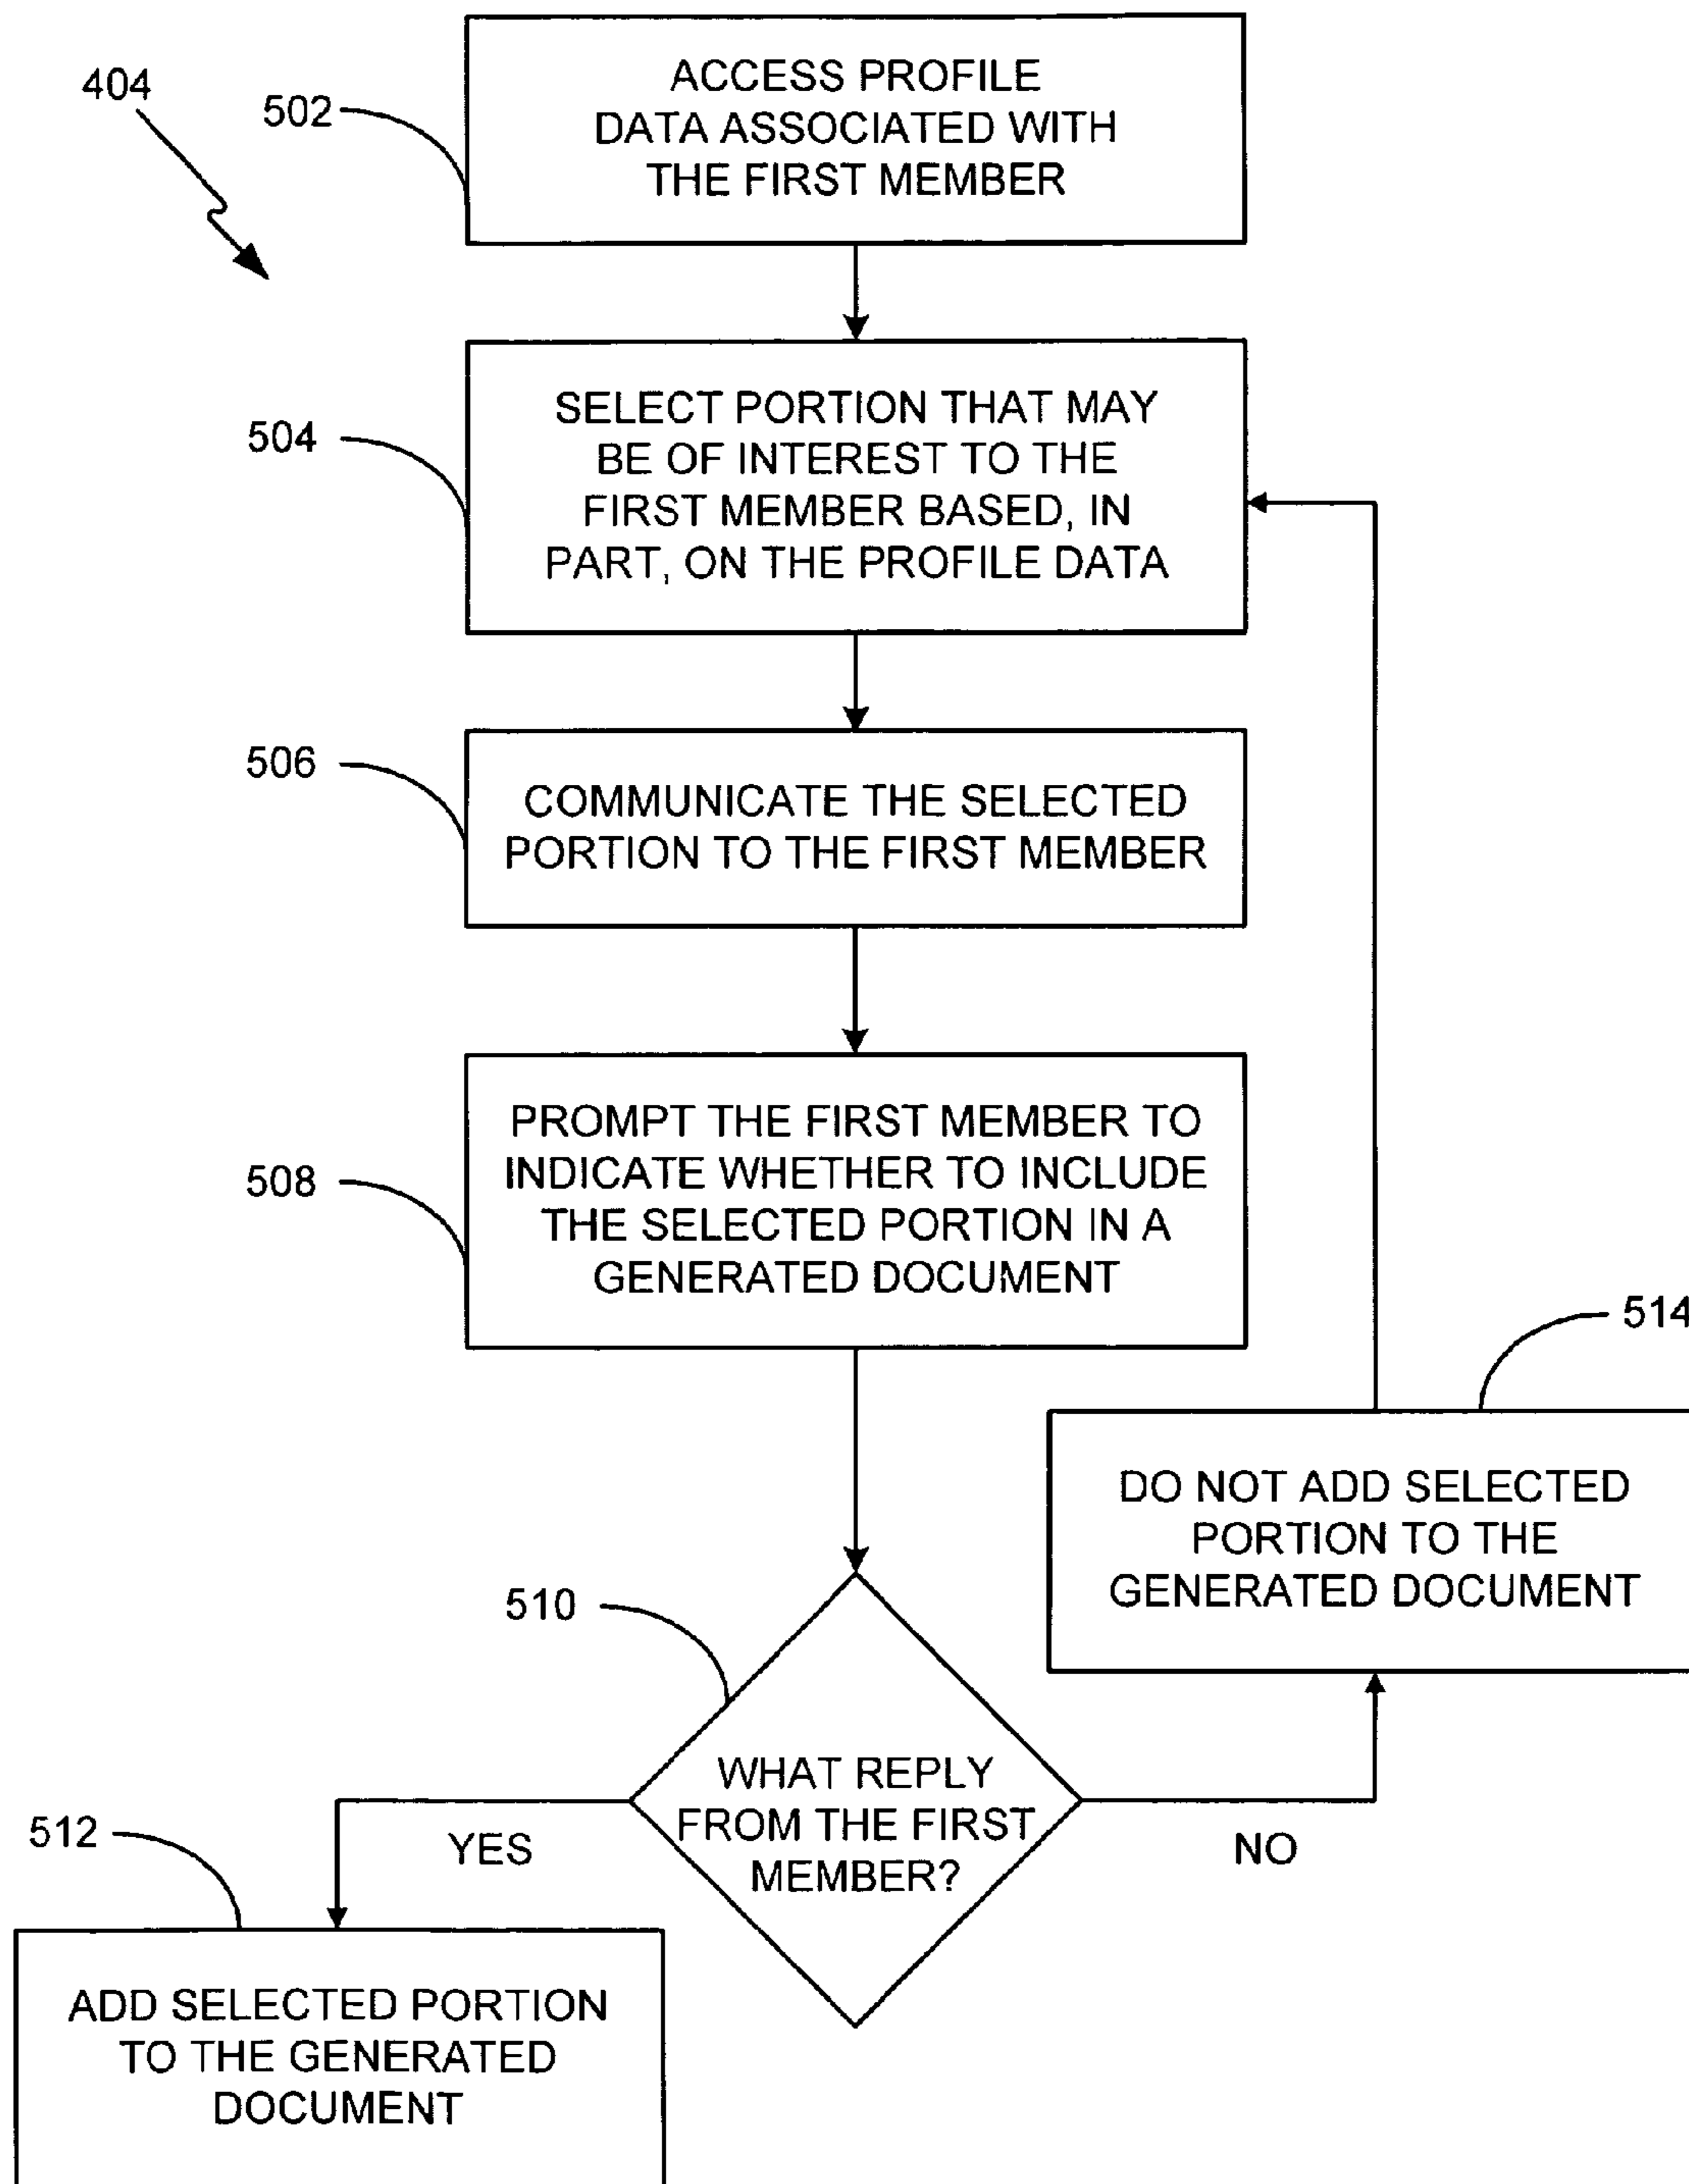 404
502
ACCESS PROFILE
DATA ASSOCIATED WITH
THE FIRST MEMBER
504
SELECT PORTION THAT MAY
BE OF INTEREST TO THE
FIRST MEMBER BASED, IN
PART, ON THE PROFILE DATA
506
COMMUNICATE THE SELECTED
PORTION TO THE FIRST MEMBER
508
PROMPT THE FIRST MEMBER TO
INDICATE WHETHER TO INCLUDE
THE SELECTED PORTION IN A
GENERATED DOCUMENT
514
DO NOT ADD SELECTED
PORTION TO THE
GENERATED DOCUMENT
510
WHAT REPLY
FROM THE FIRST
MEMBER?
YES
NO
512
ADD SELECTED PORTION
TO THE GENERATED
DOCUMENT